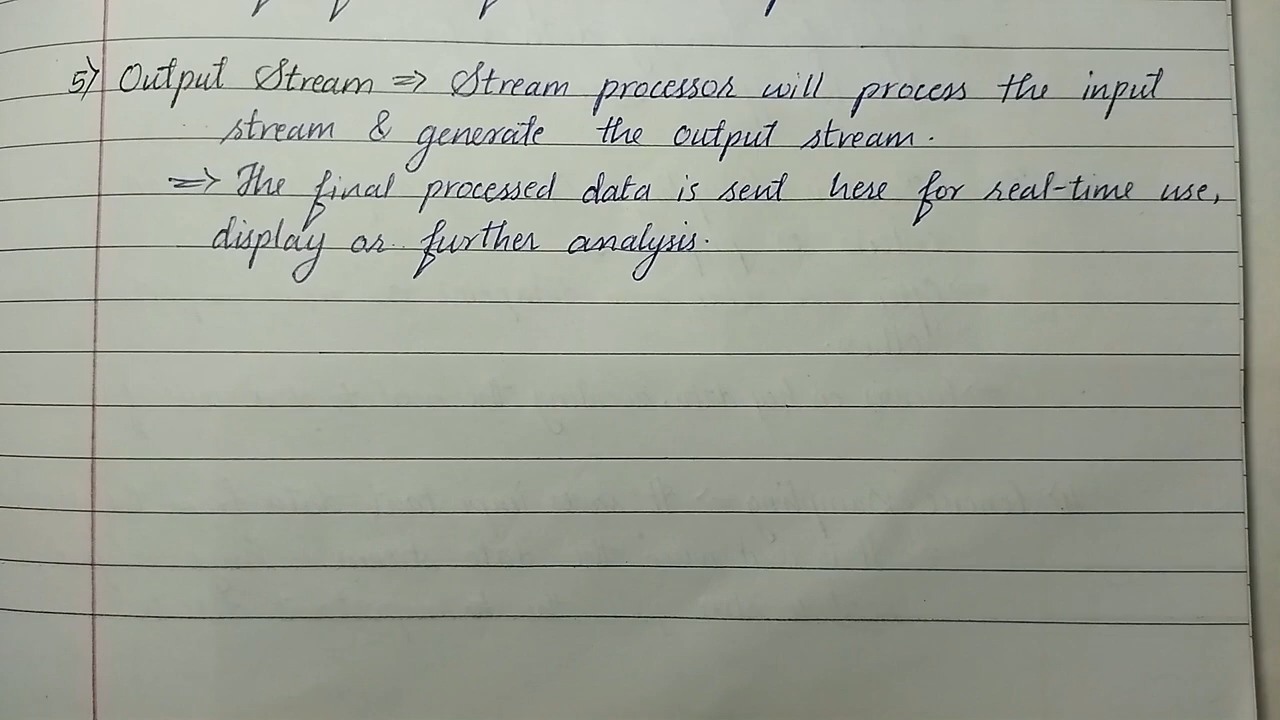 5) Output Stream => Stream processor will process the input
stream & generate the output stream.
=> The final processed data is sent here for real-time use,
display or further analysis.